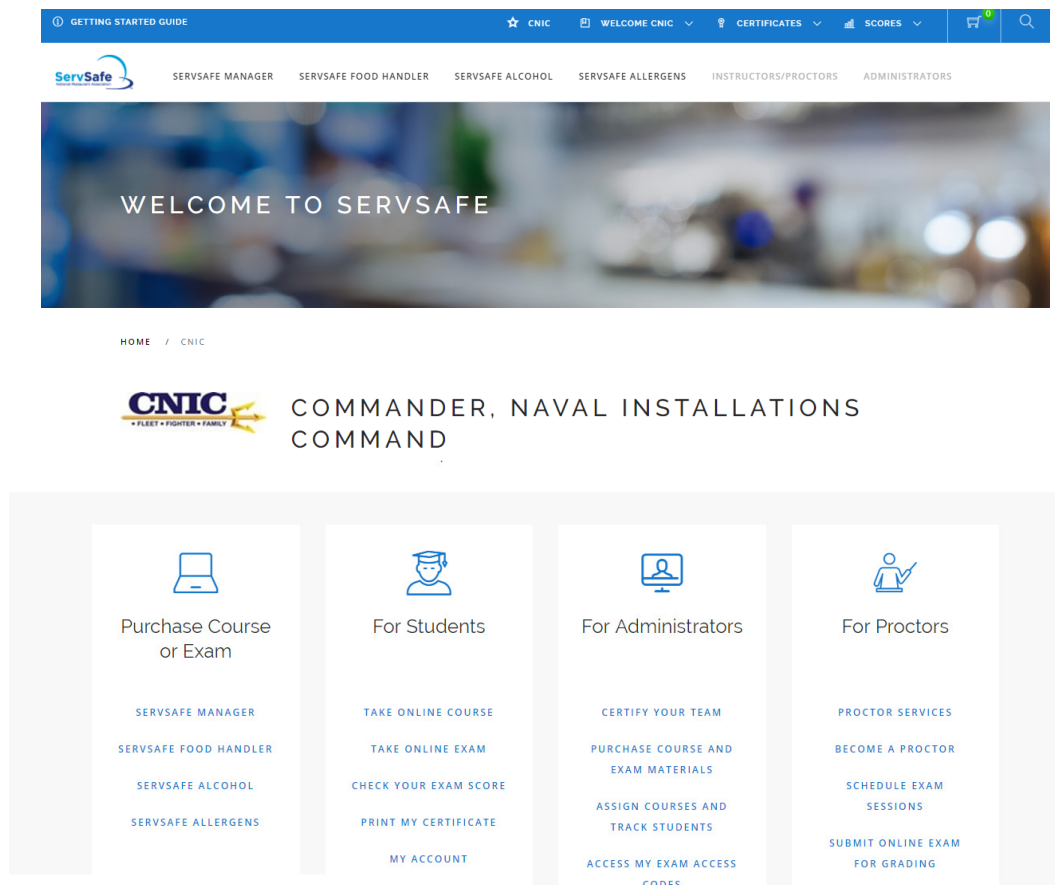 GETTING STARTED GUIDE
CNIC
WELCOME CNIC
CERTIFICATES
SCORES
0
ServSafe
National Restaurant Association
SERVSAFE MANAGER
SERVSAFE FOOD HANDLER
SERVSAFE ALCOHOL
SERVSAFE ALLERGENS
INSTRUCTORS/PROCTORS
ADMINISTRATORS
WELCOME TO SERVSAFE
HOME / CNIC
CNIC
• FLEET • FIGHTER • FAMILY •
COMMANDER, NAVAL INSTALLATIONS
COMMAND
Purchase Course
or Exam
SERVSAFE MANAGER
SERVSAFE FOOD HANDLER
SERVSAFE ALCOHOL
SERVSAFE ALLERGENS
For Students
TAKE ONLINE COURSE
TAKE ONLINE EXAM
CHECK YOUR EXAM SCORE
PRINT MY CERTIFICATE
MY ACCOUNT
For Administrators
CERTIFY YOUR TEAM
PURCHASE COURSE AND
EXAM MATERIALS
ASSIGN COURSES AND
TRACK STUDENTS
ACCESS MY EXAM ACCESS
CODES
For Proctors
PROCTOR SERVICES
BECOME A PROCTOR
SCHEDULE EXAM
SESSIONS
SUBMIT ONLINE EXAM
FOR GRADING